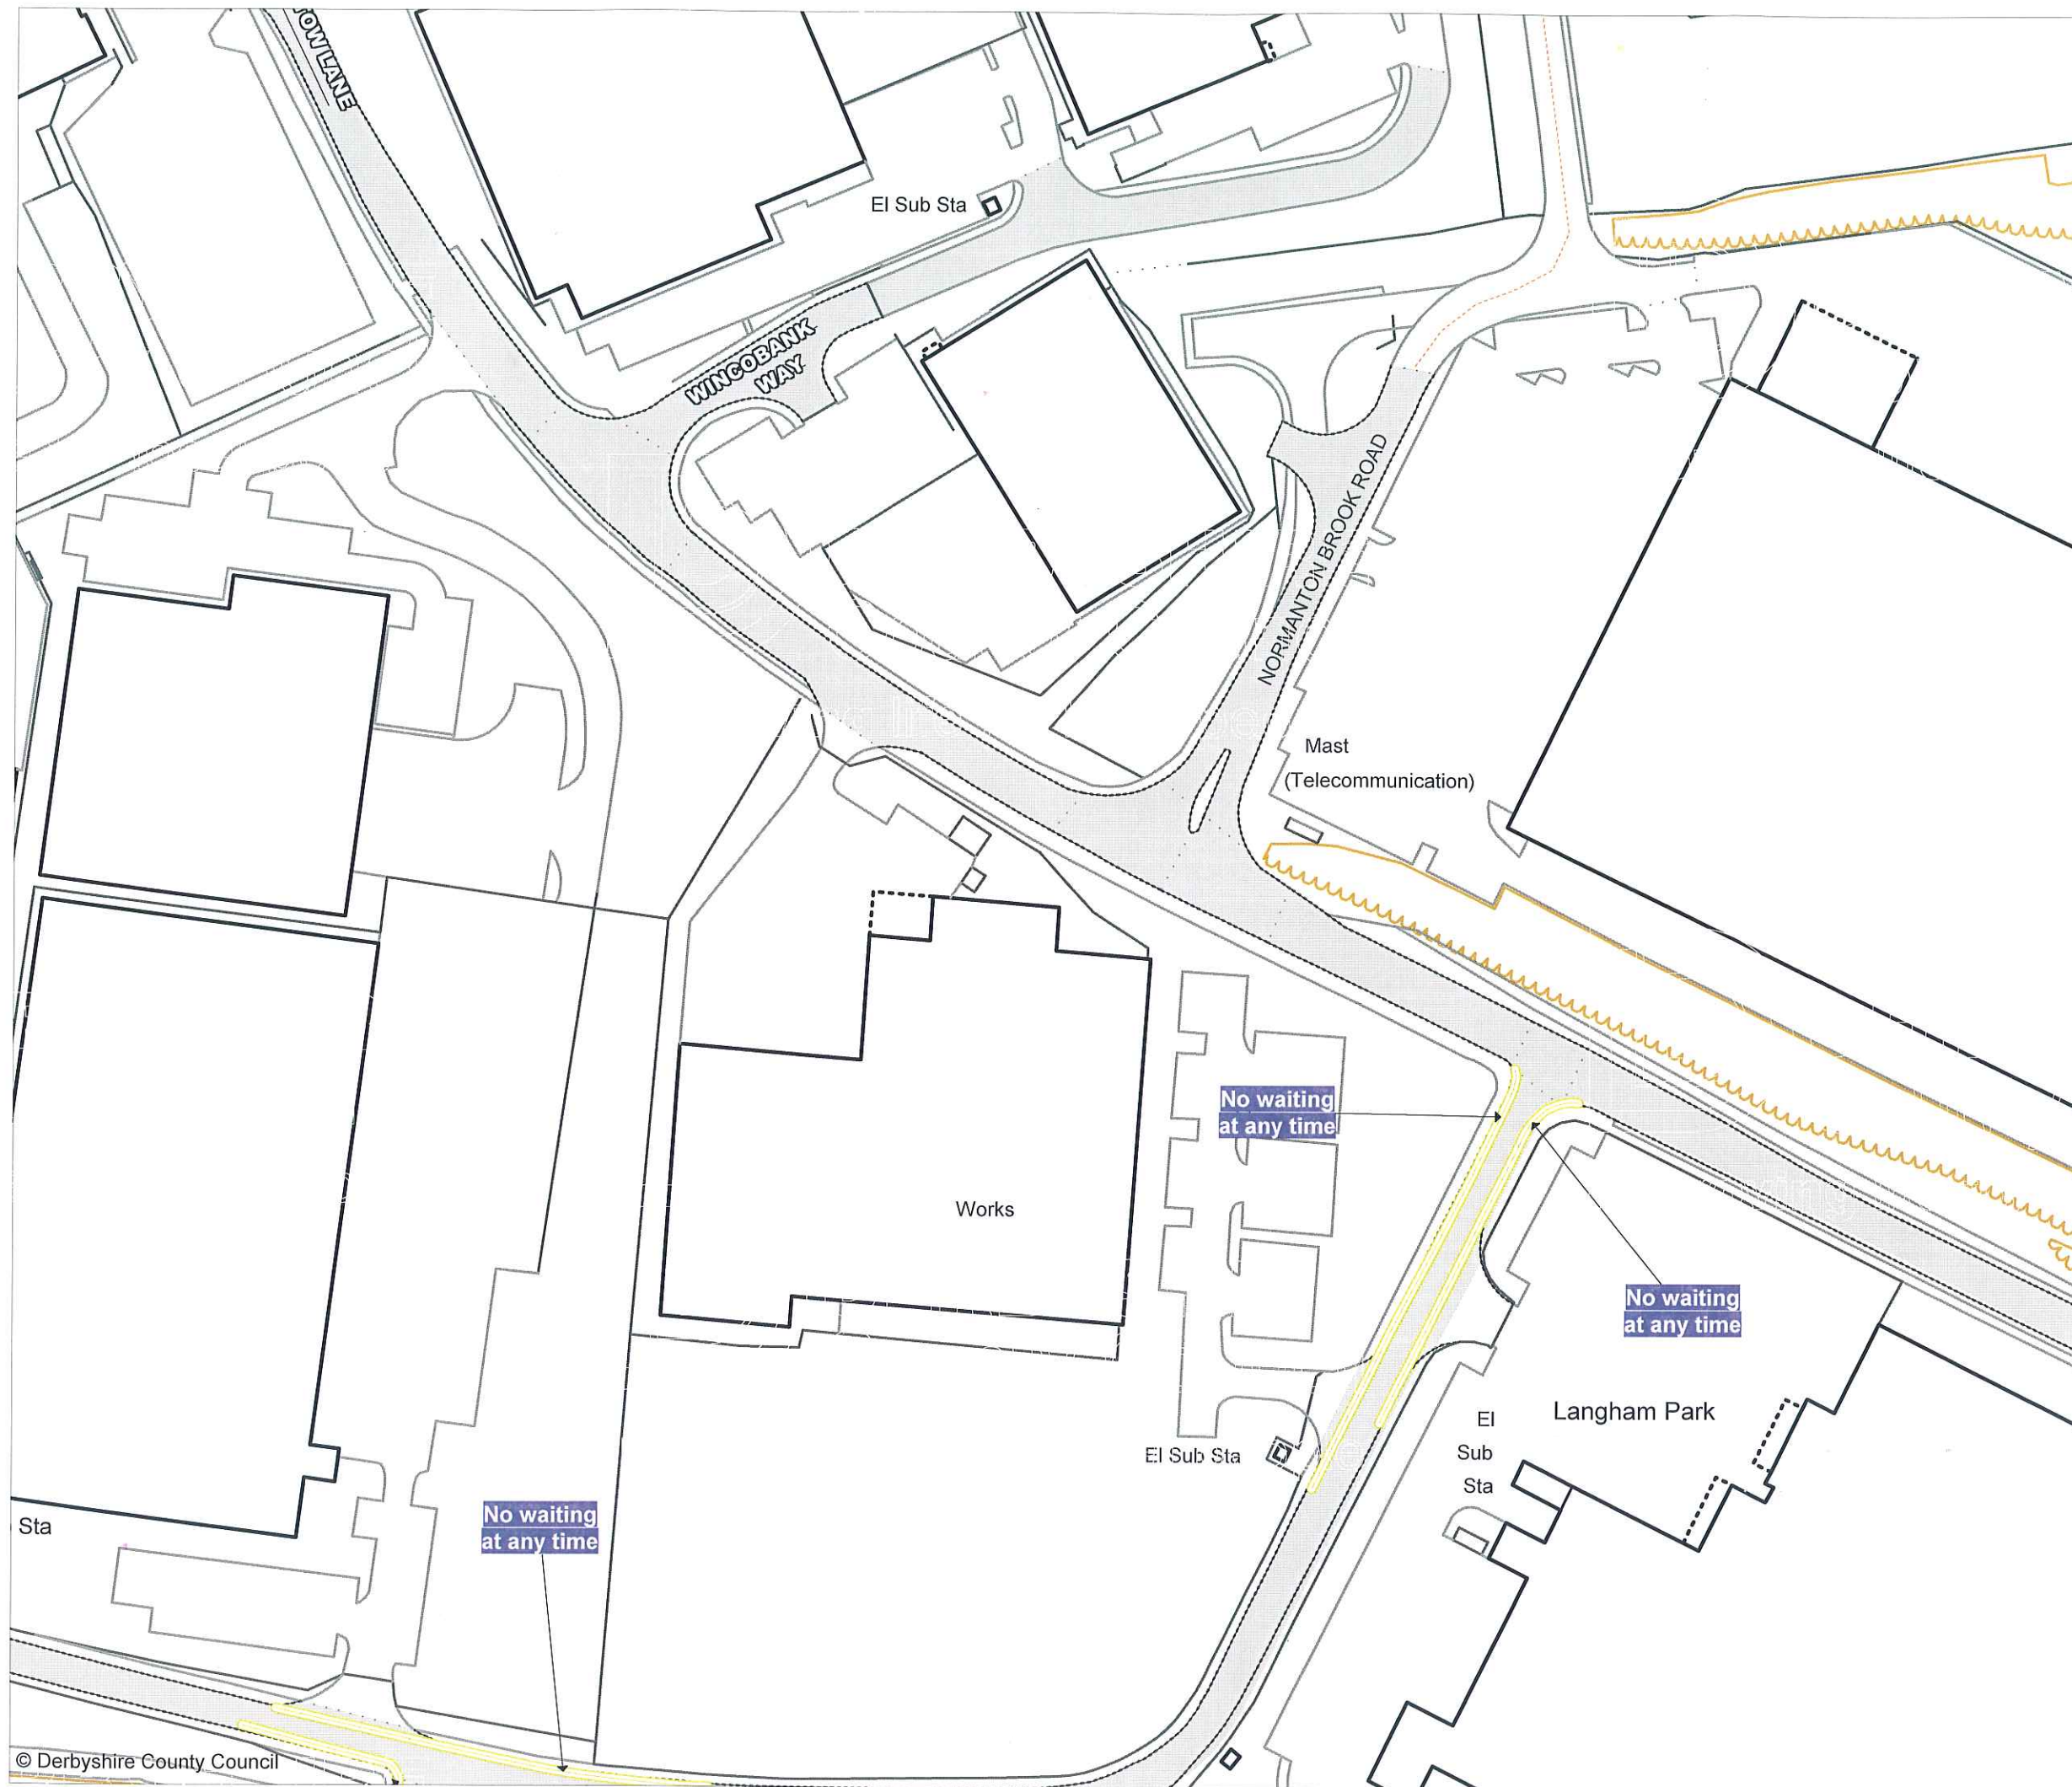 TOW LANE
El Sub Sta
WINCOBANK
WAY
NORMANTON BROOK ROAD
Mast
(Telecommunication)
No waiting
at any time
Works
No waiting
at any time
Langham Park
El
Sub
Sta
El Sub Sta
No waiting
at any time
Sta
© Derbyshire County Council